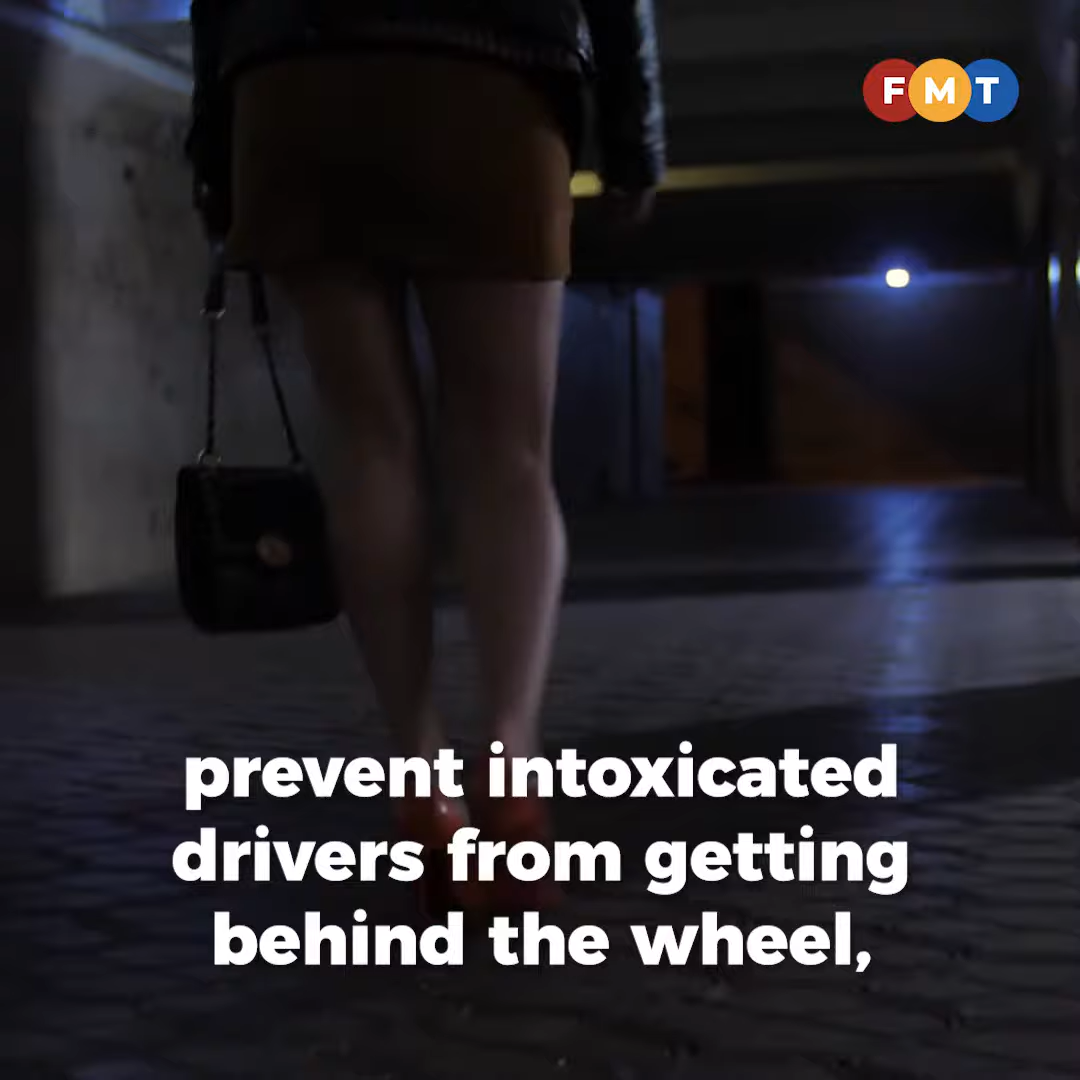 FMT
prevent intoxicated
drivers from getting
behind the wheel,